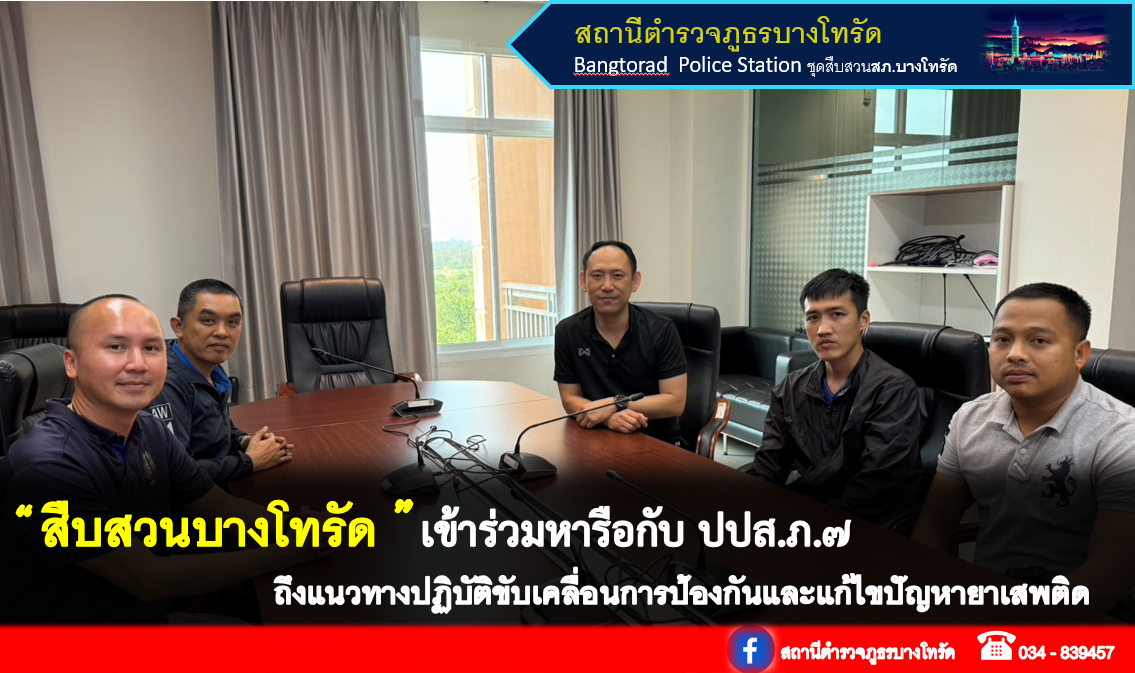 สถานีตำรวจภูธรบางโทรัด
Bangtorad Police Station ชุดสืบสวนสภ.บางโทรัด
“ สืบสวนบางโทรัด ” เข้าร่วมหารือกับ ปปส.ภ.๗
ถึงแนวทางปฏิบัติขับเคลื่อนการป้องกันและแก้ไขปัญหายาเสพติด
สถานีตำรวจภูธรบางโทรัด 034 - 839457